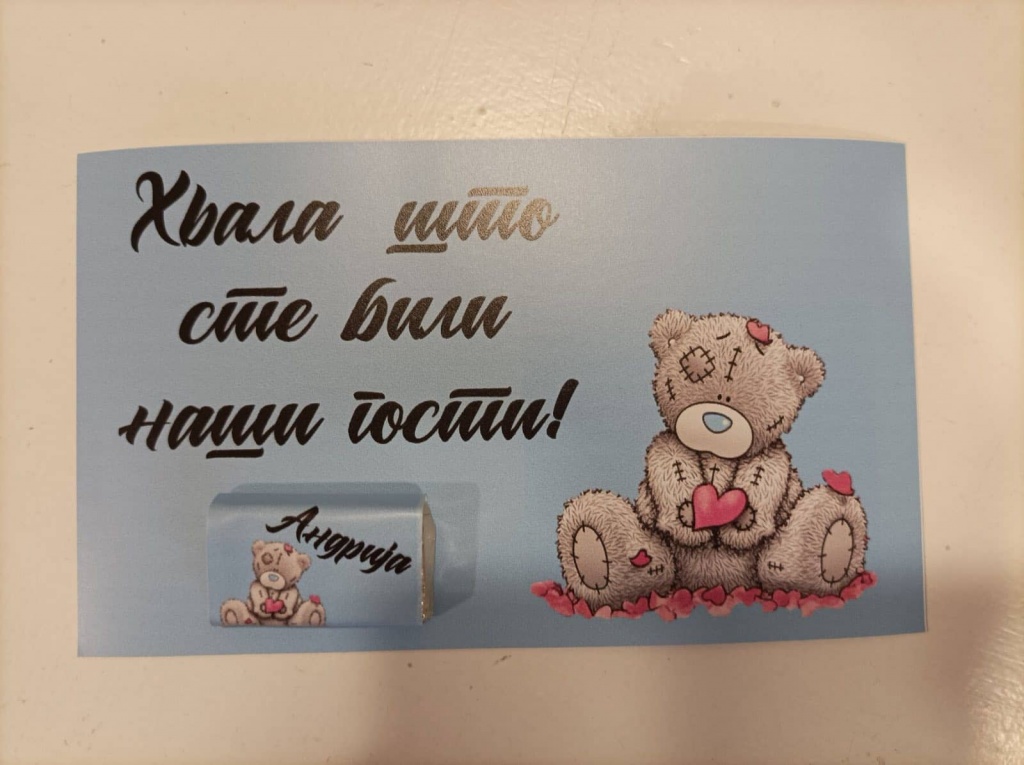 Хвала што
сте били
наши гости!
Андрија